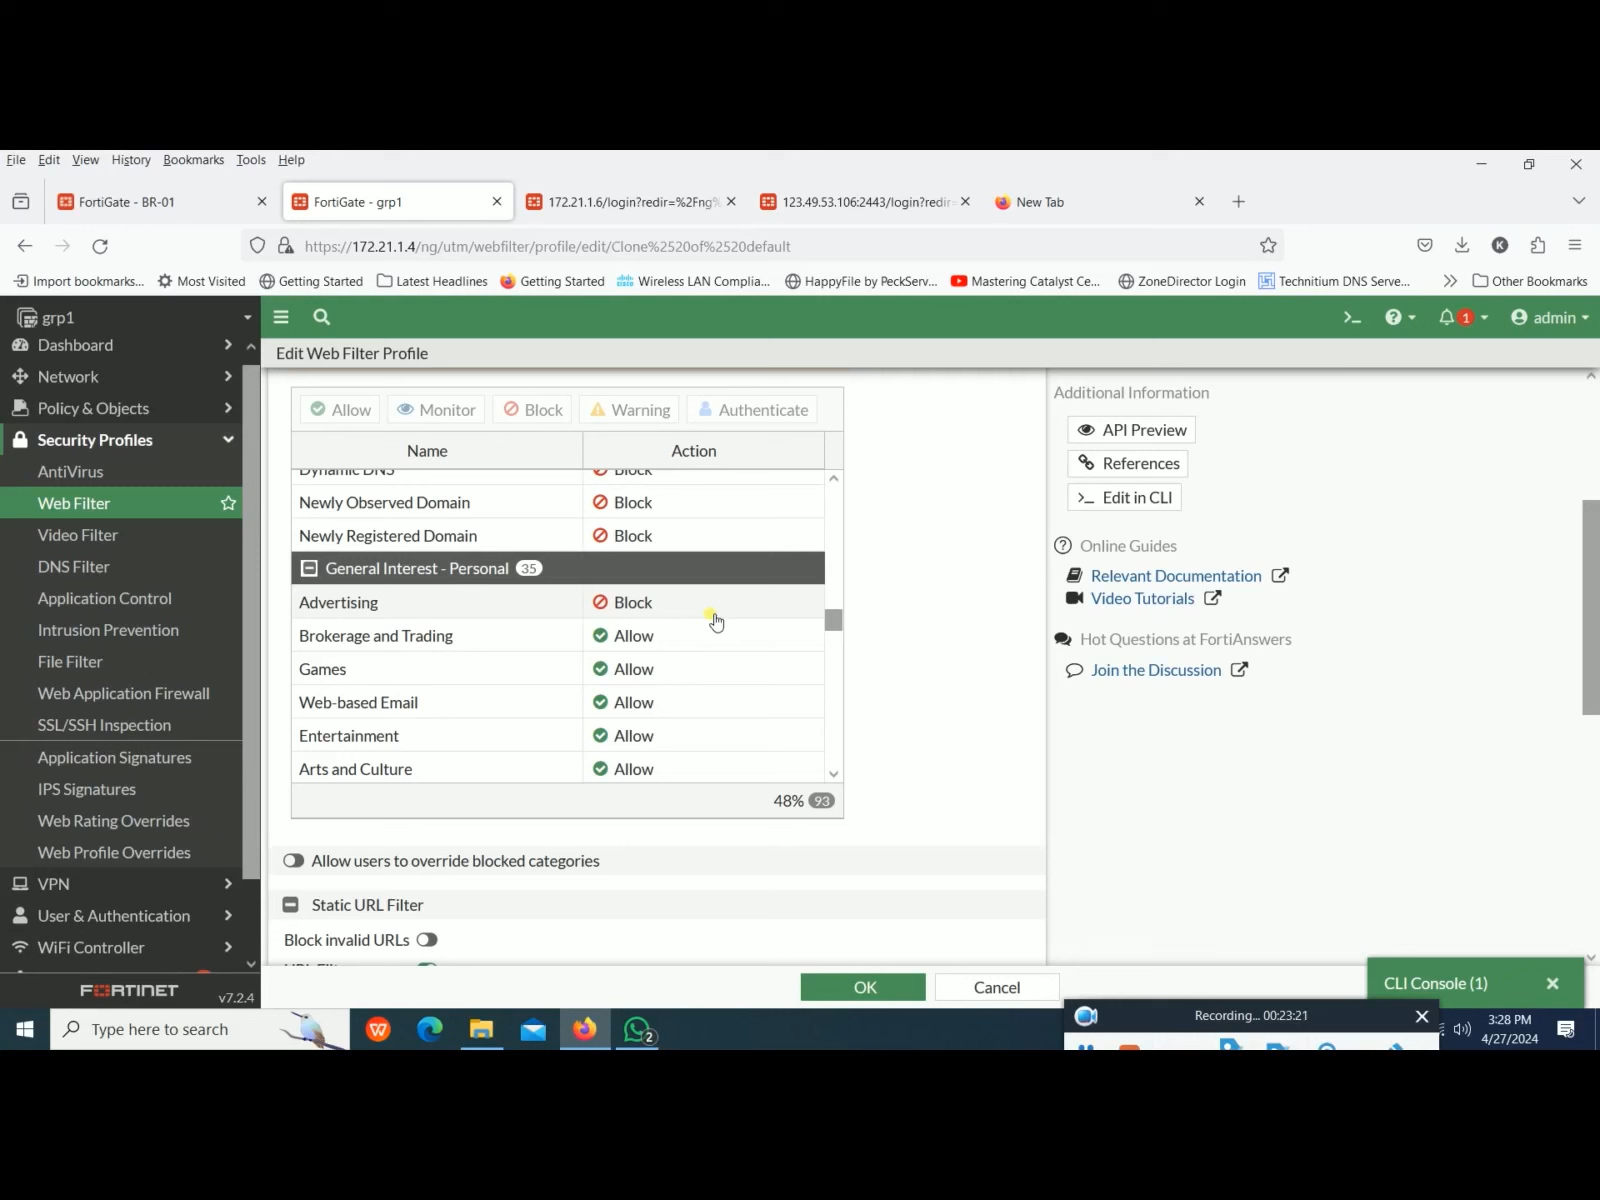 File Edit View History Bookmarks Tools Help
FortiGate - BR-01
FortiGate - grp1
172.21.1.6/login?redir=%2Fng%
123.49.53.106:2443/login?redir
New Tab
https://172.21.1.4/ng/utm/webfilter/profile/edit/Clone%2520of%2520default
K
Import bookmarks... Most Visited Getting Started Latest Headlines Getting Started Wireless LAN Complia... HappyFile by PeckServ... Mastering Catalyst Ce... ZoneDirector Login Technitium DNS Serve... Other Bookmarks
grp1
1
admin
Dashboard
Network
Policy & Objects
Security Profiles
AntiVirus
Web Filter
Video Filter
DNS Filter
Application Control
Intrusion Prevention
File Filter
Web Application Firewall
SSL/SSH Inspection
Application Signatures
IPS Signatures
Web Rating Overrides
Web Profile Overrides
VPN
User & Authentication
WiFi Controller
FORTINET v7.2.4
Edit Web Filter Profile
Allow Monitor Block Warning Authenticate
Name Action
Dynamic DNS Block
Newly Observed Domain Block
Newly Registered Domain Block
General Interest - Personal 35
Advertising Block
Brokerage and Trading Allow
Games Allow
Web-based Email Allow
Entertainment Allow
Arts and Culture Allow
48% 93
Allow users to override blocked categories
Static URL Filter
Block invalid URLs
OK Cancel
Additional Information
API Preview
References
Edit in CLI
Online Guides
Relevant Documentation
Video Tutorials
Hot Questions at FortiAnswers
Join the Discussion
CLI Console (1)
Recording... 00:23:21
Type here to search
W
2
3:28 PM
4/27/2024